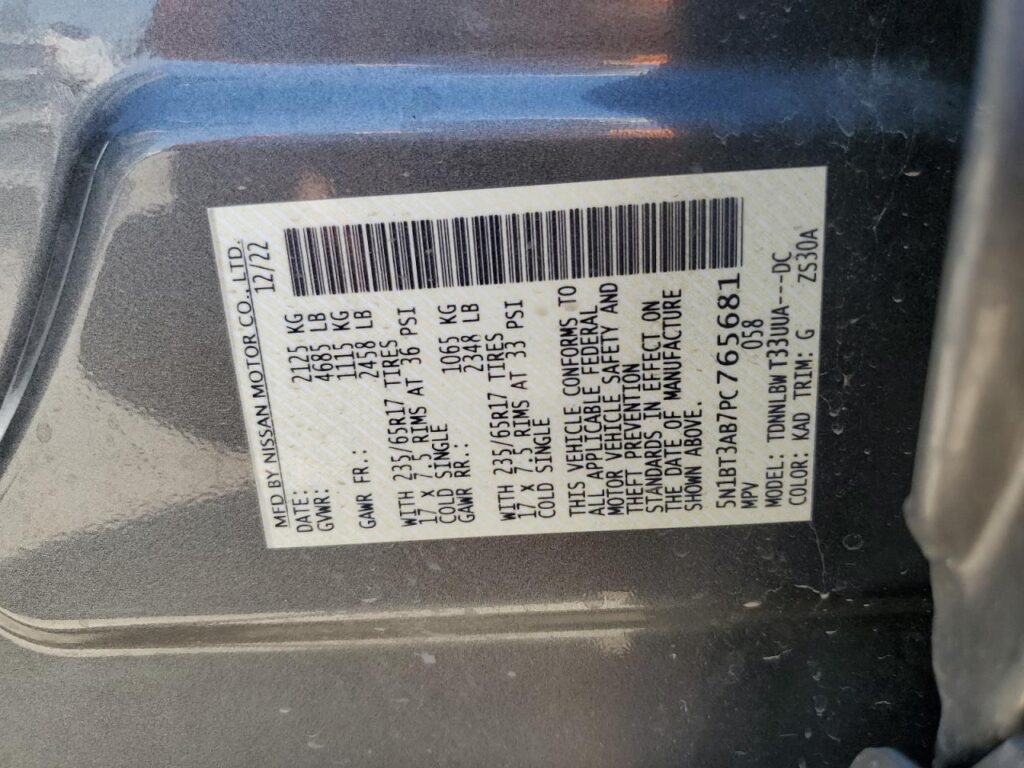 MFD BY NISSAN MOTOR CO., LTD.
DATE: 12/22
GVWR: 2125 KG
4685 LB
GAWR FR.: 1115 KG
2458 LB
WITH 235/65R17 TIRES
17 x 7.5 RIMS AT 36 PSI
COLD SINGLE
GAWR RR.: 1065 KG
2348 LB
WITH 235/65R17 TIRES
17 x 7.5 RIMS AT 33 PSI
COLD SINGLE
THIS VEHICLE CONFORMS TO
ALL APPLICABLE FEDERAL
MOTOR VEHICLE SAFETY AND
THEFT PREVENTION
STANDARDS IN EFFECT ON
THE DATE OF MANUFACTURE
SHOWN ABOVE.
5N1BT3AB7PC765681
MPV 058
MODEL: TDNNLBWT33UUA---DC
COLOR: KAD TRIM: G ZS30A